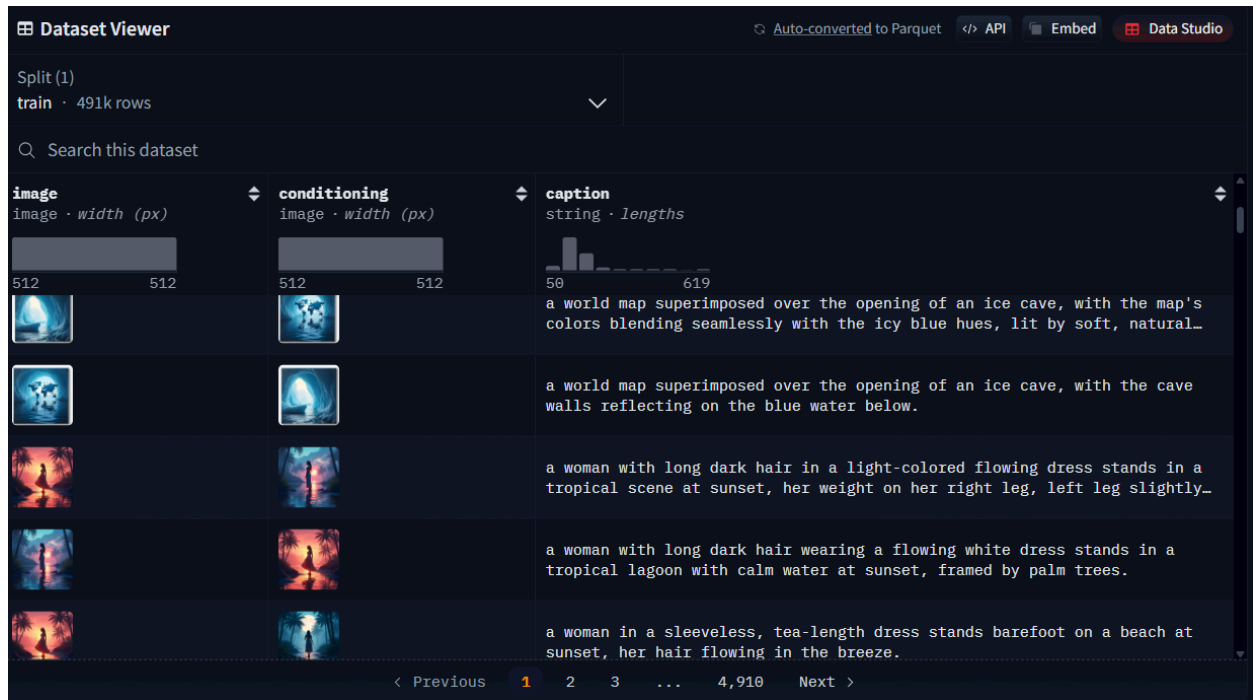 Dataset Viewer
Auto-converted to Parquet
</> API
Embed
Data Studio
Split (1)
train · 491k rows
Search this dataset
image
image · width (px)
512 512
conditioning
image · width (px)
512 512
caption
string · lengths
50 619
a world map superimposed over the opening of an ice cave, with the map's
colors blending seamlessly with the icy blue hues, lit by soft, natural…
a world map superimposed over the opening of an ice cave, with the cave
walls reflecting on the blue water below.
a woman with long dark hair in a light-colored flowing dress stands in a
tropical scene at sunset, her weight on her right leg, left leg slightly…
a woman with long dark hair wearing a flowing white dress stands in a
tropical lagoon with calm water at sunset, framed by palm trees.
a woman in a sleeveless, tea-length dress stands barefoot on a beach at
sunset, her hair flowing in the breeze.
< Previous 1 2 3 ... 4,910 Next >